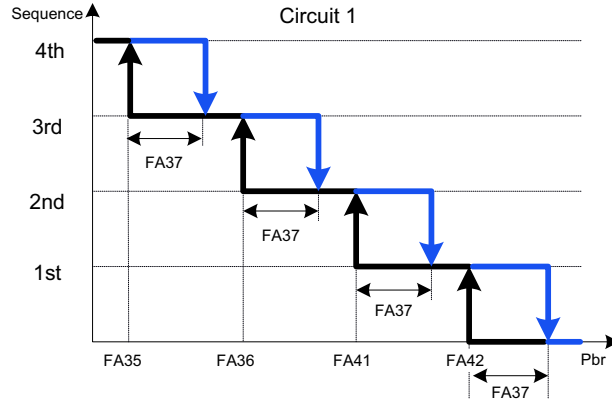 Sequence
Circuit 1
4th
3rd
FA37
2nd
FA37
1st
FA37
FA35 FA36 FA41 FA42 Pbr
FA37